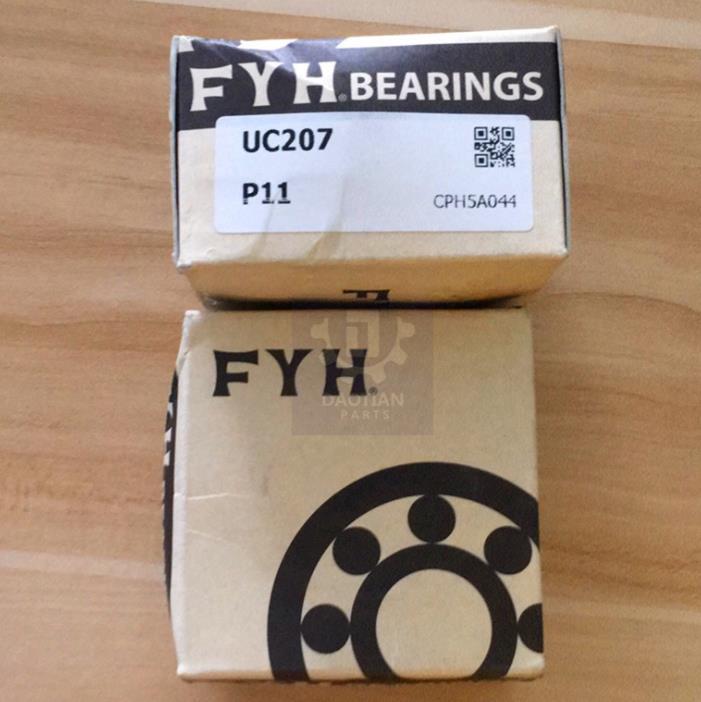 FYH® BEARINGS
UC207
P11
CPH5A044
FYH®
DAOTIAN
PARTS